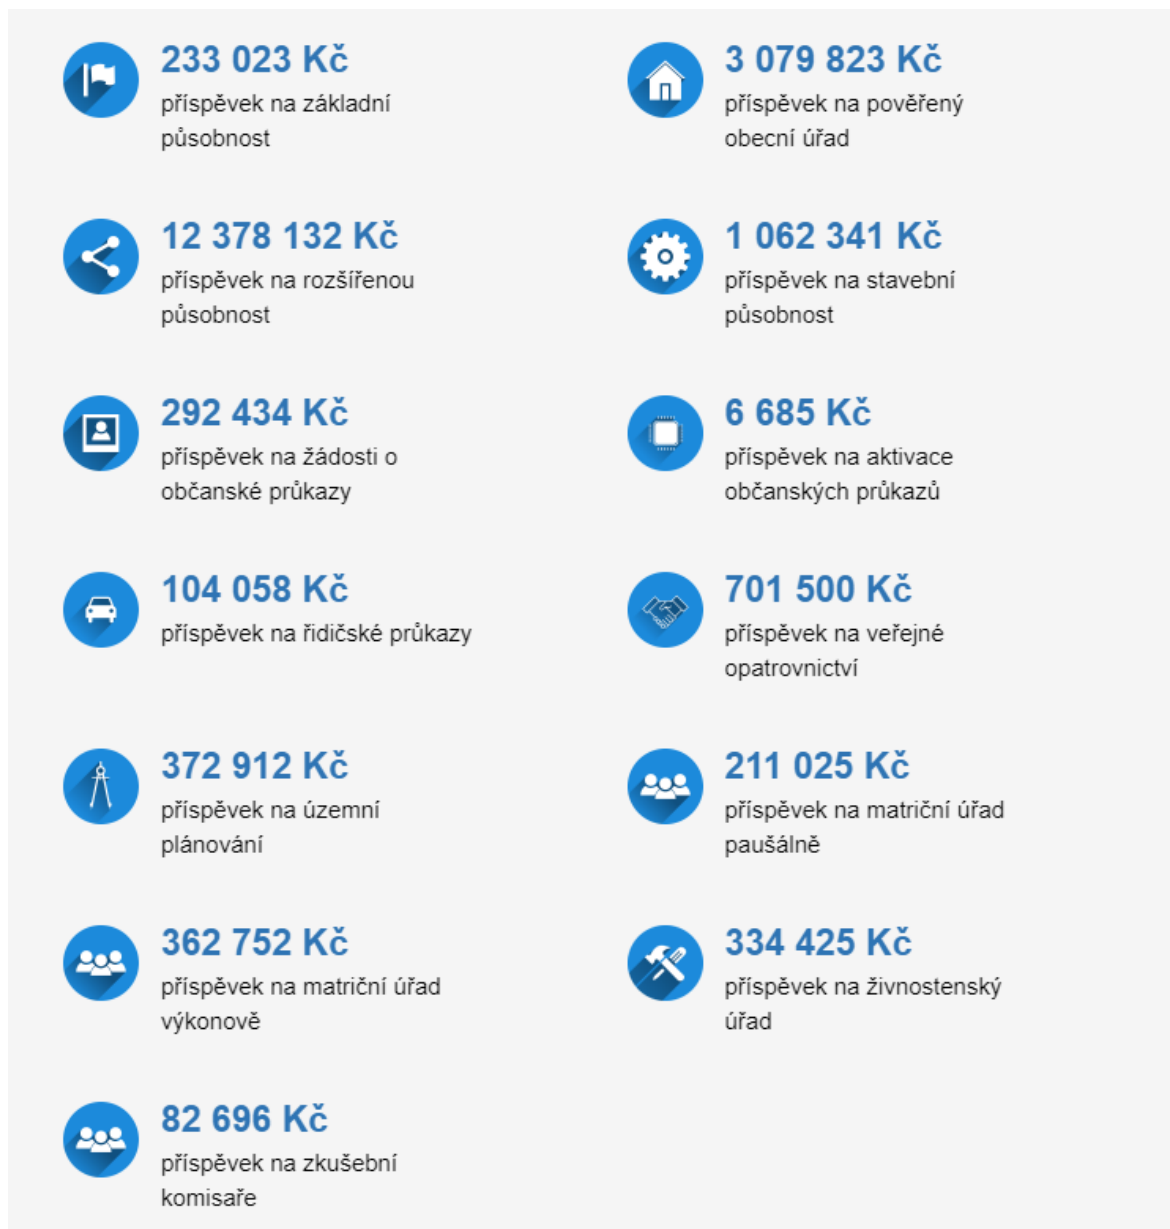 233 023 Kč
příspěvek na základní
působnost
3 079 823 Kč
příspěvek na pověřený
obecní úřad
12 378 132 Kč
příspěvek na rozšířenou
působnost
1 062 341 Kč
příspěvek na stavební
působnost
292 434 Kč
příspěvek na žádosti o
občanské průkazy
6 685 Kč
příspěvek na aktivace
občanských průkazů
104 058 Kč
příspěvek na řidičské průkazy
701 500 Kč
příspěvek na veřejné
opatrovnictví
372 912 Kč
příspěvek na územní
plánování
211 025 Kč
příspěvek na matriční úřad
paušálně
362 752 Kč
příspěvek na matriční úřad
výkonově
334 425 Kč
příspěvek na živnostenský
úřad
82 696 Kč
příspěvek na zkušební
komisaře